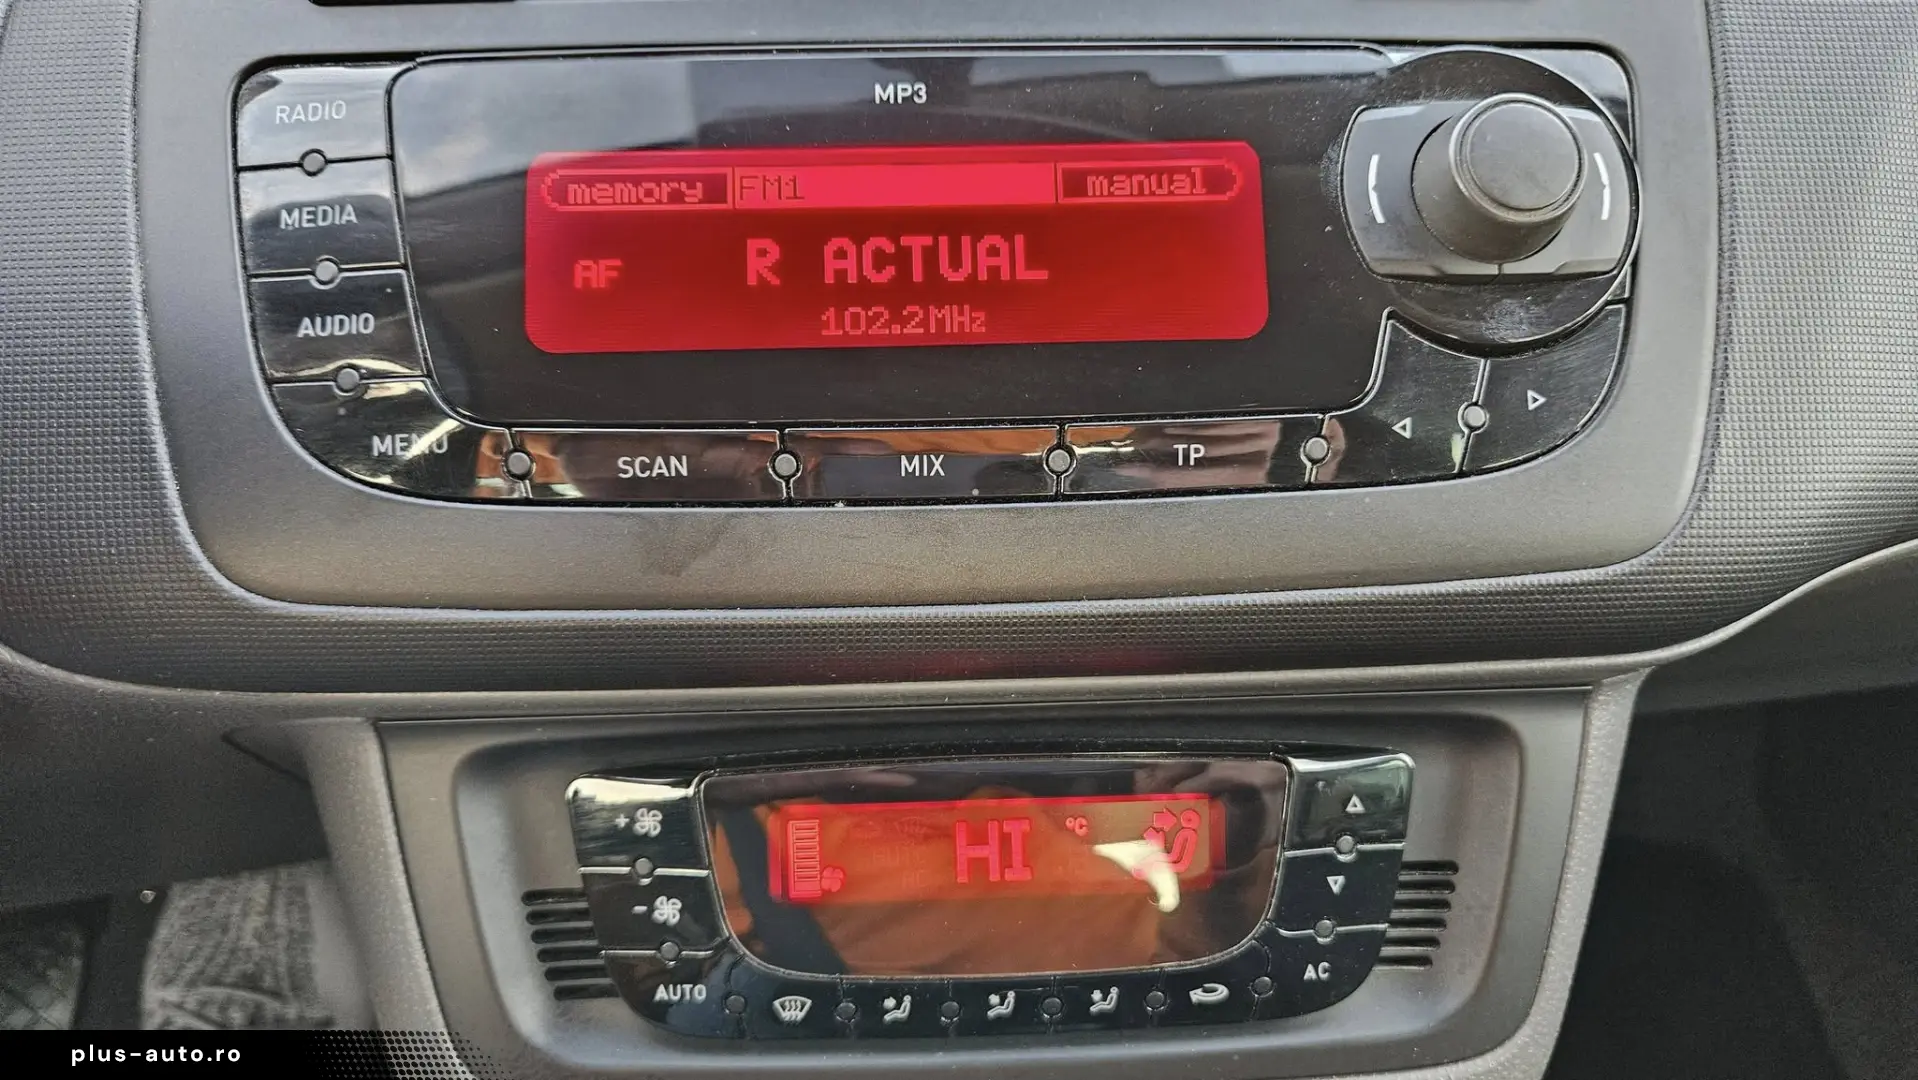 MP3
RADIO
MEDIA
AUDIO
MENU
memory FM1 manual
AF R ACTUAL
102.2MHz
SCAN MIX TP
HI °C
+
-
AUTO
AC
plus-auto.ro